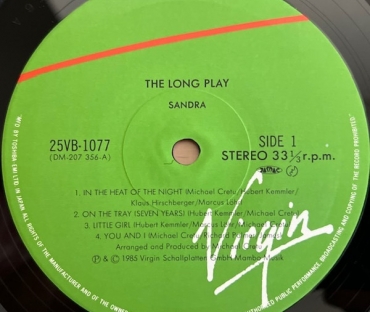 THE LONG PLAY
SANDRA
25VB-1077
(DM-207 356-A)
SIDE 1
STEREO 33⅓ r.p.m.
1. IN THE HEAT OF THE NIGHT (Michael Cretu/Hubert Kemmler/
Klaus Hirschberger/Marcus Löhr)
2. ON THE TRAY (SEVEN YEARS) (Hubert Kemmler/Michael Cretu)
3. LITTLE GIRL (Hubert Kemmler/Marcus Löhr/Michael Cretu)
4. YOU AND I (Michael Cretu/Richard Palmer
Arranged and Produced by Michael Cretu
℗ & © 1985 Virgin Schallplatten GmbH/Mambo Musik
Virgin
M'F'D BY TOSHIBA EMI LTD IN JAPAN. ALL RIGHTS OF THE MANUFACTURER AND OF THE OWNER
PUBLIC PERFORMANCE, BROADCASTING AND COPYING OF THE RECORD PROHIBITED.